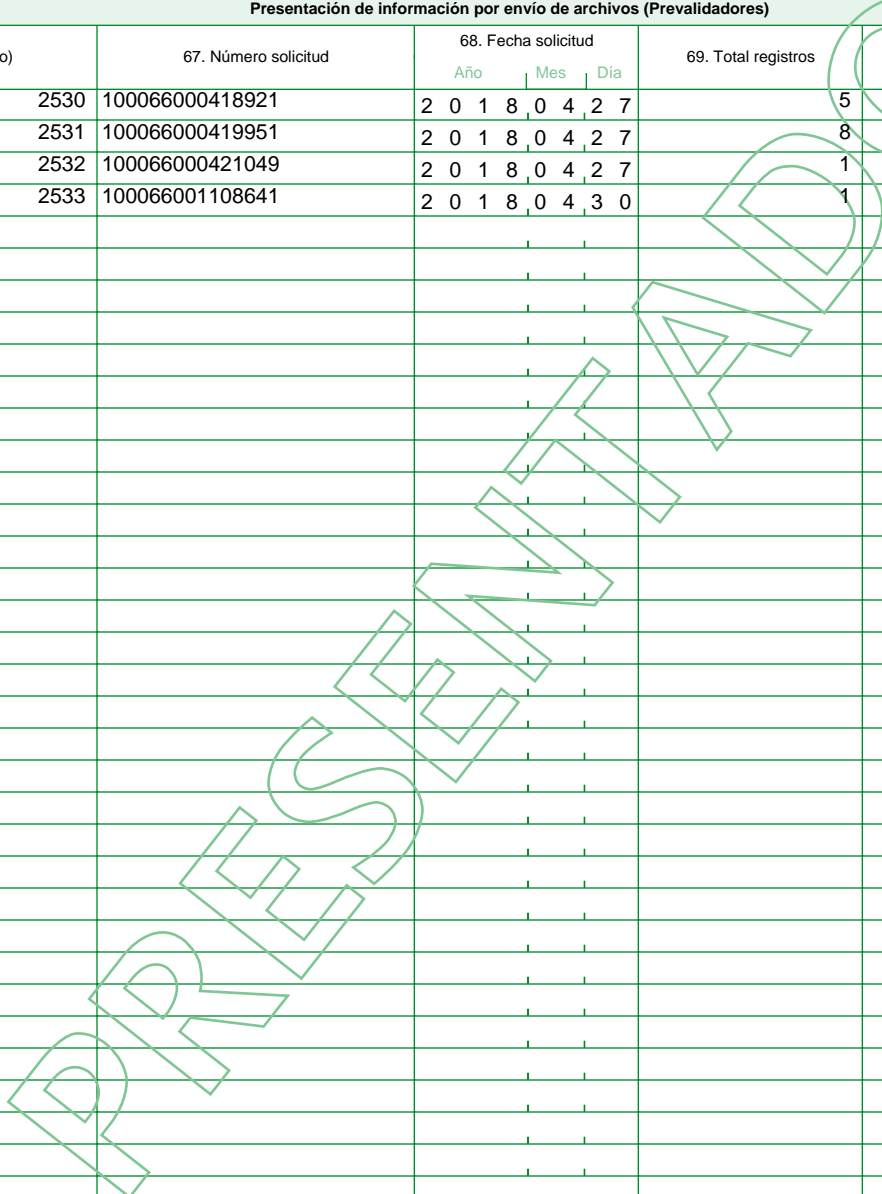 Presentación de información por envío de archivos (Prevalidadores)
o) 67. Número solicitud 68. Fecha solicitud 69. Total registros
Año Mes Día
2530 100066000418921 2 0 1 8 0 4 2 7 5
2531 100066000419951 2 0 1 8 0 4 2 7 8
2532 100066000421049 2 0 1 8 0 4 2 7 1
2533 100066001108641 2 0 1 8 0 4 3 0 1
PRESENTADO